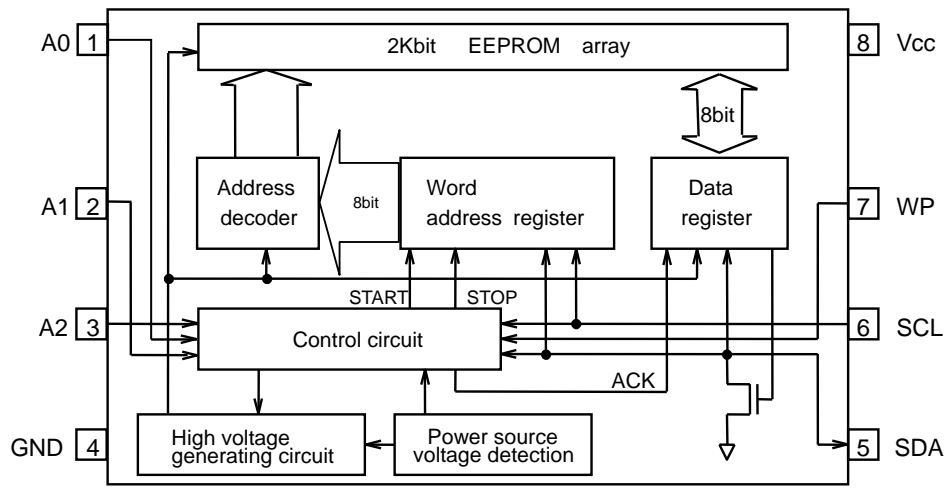 A0 1 2Kbit EEPROM array 8 Vcc
8bit
Address
decoder
8bit
Word
address register
Data
register
A1 2
7 WP
START STOP
A2 3
Control circuit
6 SCL
ACK
GND 4
High voltage
generating circuit
Power source
voltage detection
5 SDA